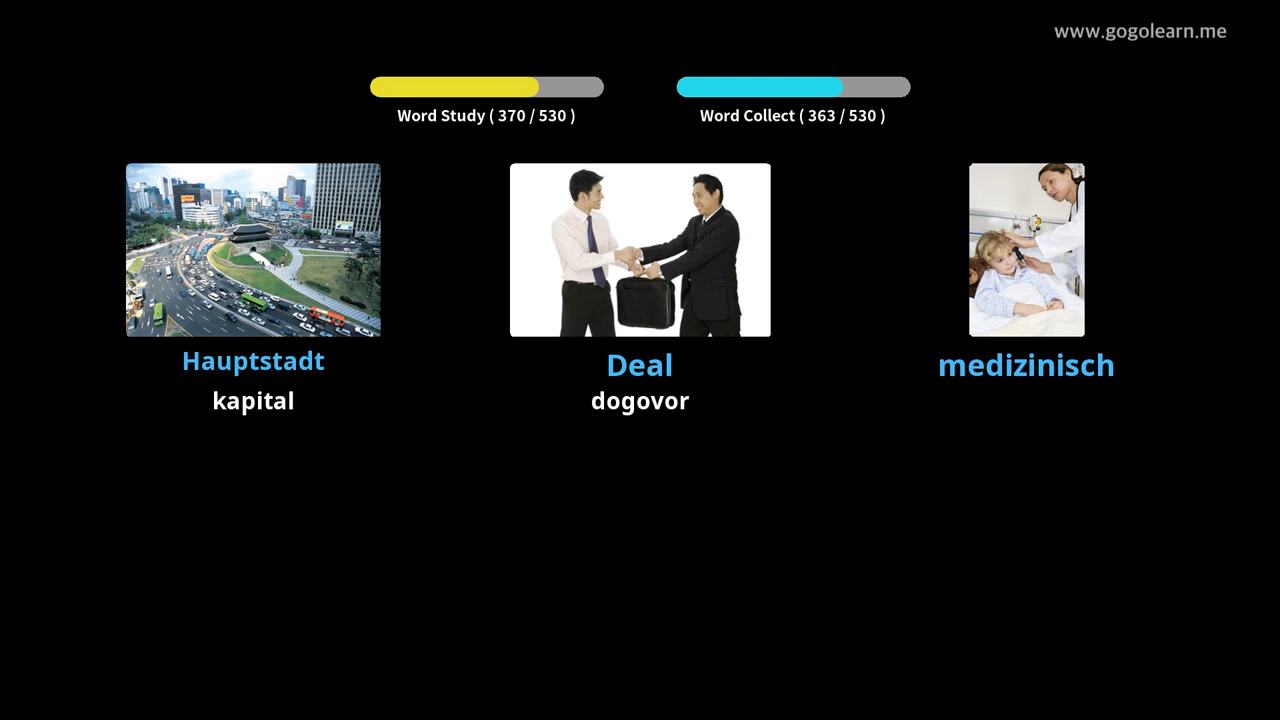 www.gogolearn.me
Word Study ( 370 / 530 )
Word Collect ( 363 / 530 )
Hauptstadt
kapital
Deal
dogovor
medizinisch